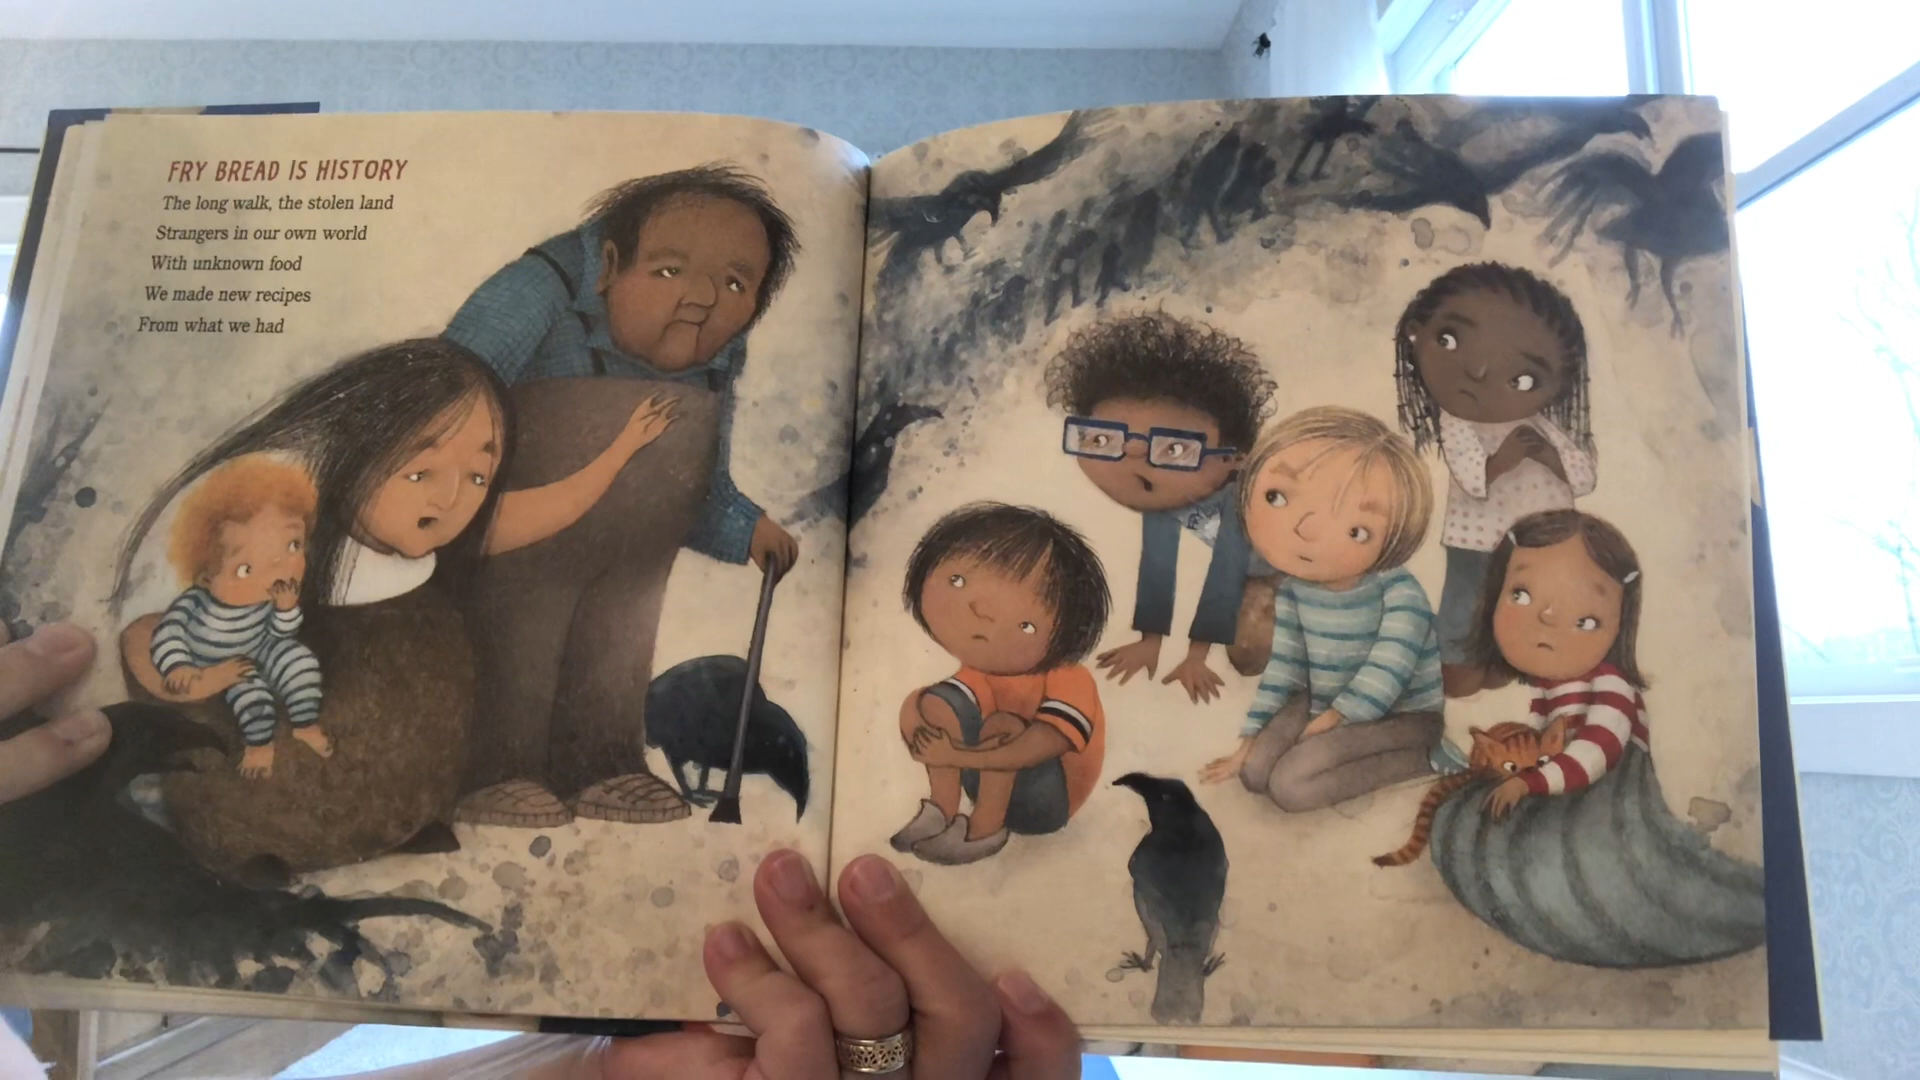 FRY BREAD IS HISTORY
The long walk, the stolen land
Strangers in our own world
With unknown food
We made new recipes
From what we had